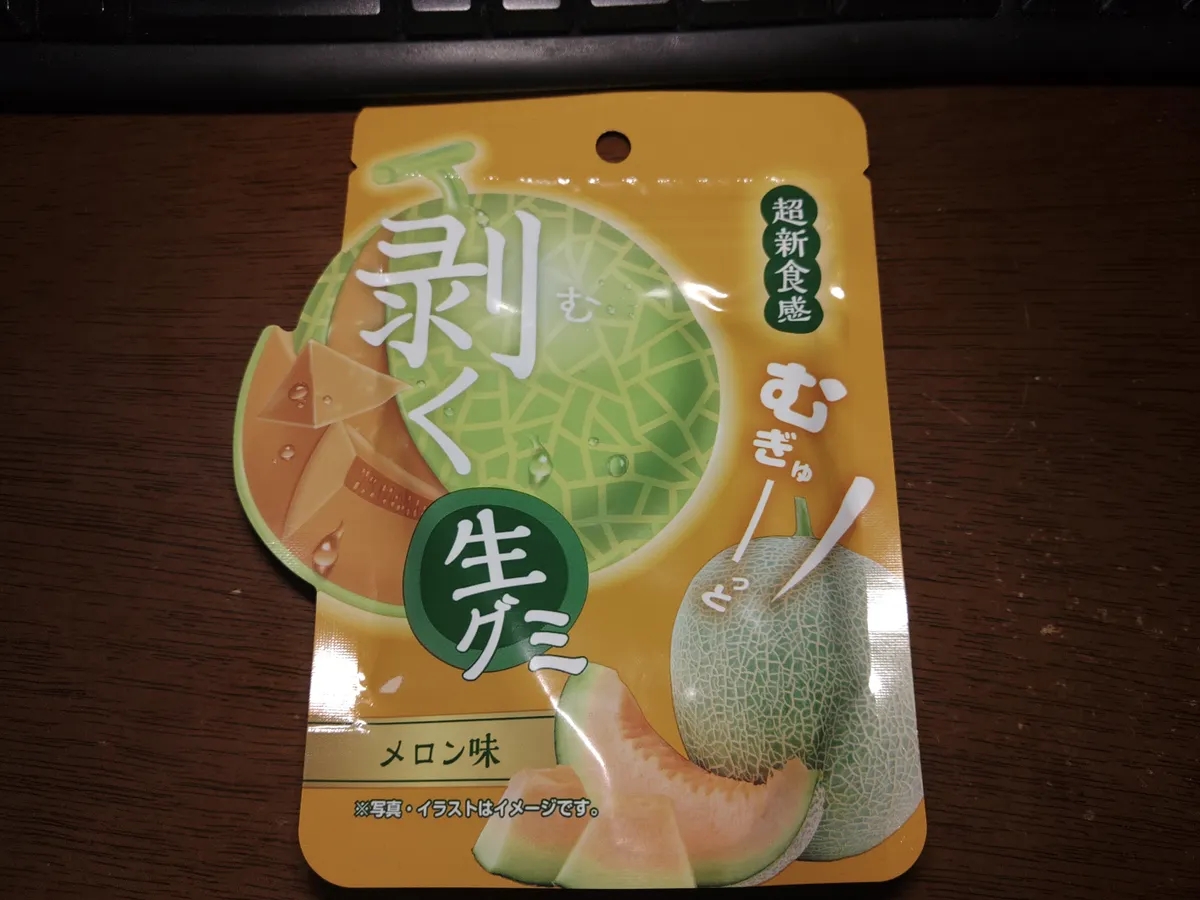 超新食感
むぎゅーっと
剥く
む
生グミ
メロン味
※写真・イラストはイメージです。